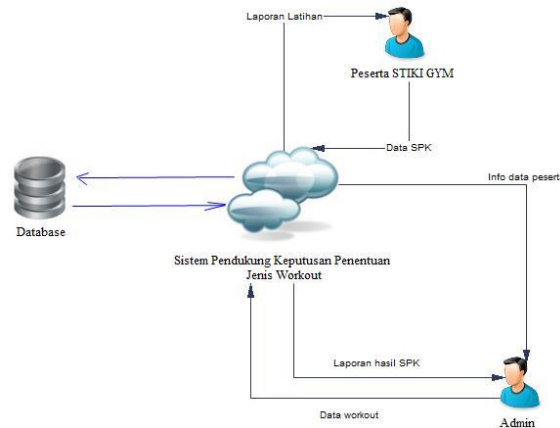 Laporan Latihan
Peserta STIKI GYM
Data SPK
Info data pesert
Database
Sistem Pendukung Keputusan Penentuan
Jenis Workout
Laporan hasil SPK
Data workout
Admin